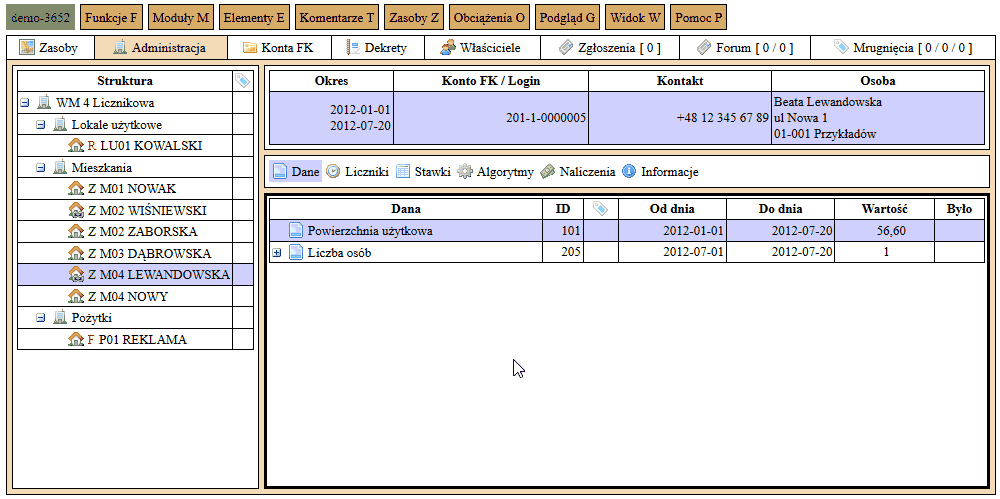 demo-3652 Funkcje F Moduły M Elementy E Komentarze T Zasoby Z Obciążenia O Podgląd G Widok W Pomoc P
Zasoby Administracja Konta FK Dekrety Właściciele Zgłoszenia [ 0 ] Forum [ 0 / 0 ] Mrugnięcia [ 0 / 0 / 0 ]
Struktura
WM 4 Licznikowa
Lokale użytkowe
R LU01 KOWALSKI
Mieszkania
Z M01 NOWAK
Z M02 WIŚNIEWSKI
Z M02 ZABORSKA
Z M03 DĄBROWSKA
Z M04 LEWANDOWSKA
Z M04 NOWY
Pożytki
F P01 REKLAMA
Okres Konto FK / Login Kontakt Osoba
2012-01-01
2012-07-20
201-1-0000005
+48 12 345 67 89
Beata Lewandowska
ul Nowa 1
01-001 Przykładów
Dane Liczniki Stawki Algorytmy Naliczenia Informacje
Dana ID Od dnia Do dnia Wartość Było
Powierzchnia użytkowa 101 2012-01-01 2012-07-20 56,60
Liczba osób 205 2012-07-01 2012-07-20 1